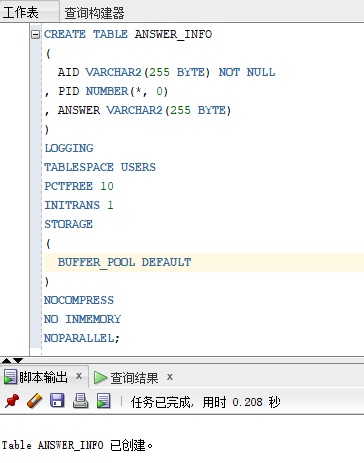 工作表 查询构建器
CREATE TABLE ANSWER_INFO
(
AID VARCHAR2(255 BYTE) NOT NULL
, PID NUMBER(*, 0)
, ANSWER VARCHAR2(255 BYTE)
)
LOGGING
TABLESPACE USERS
PCTFREE 10
INITRANS 1
STORAGE
(
BUFFER_POOL DEFAULT
)
NOCOMPRESS
NO INMEMORY
NOPARALLEL;
脚本输出 x 查询结果 x
任务已完成, 用时 0.208 秒
Table ANSWER_INFO 已创建。